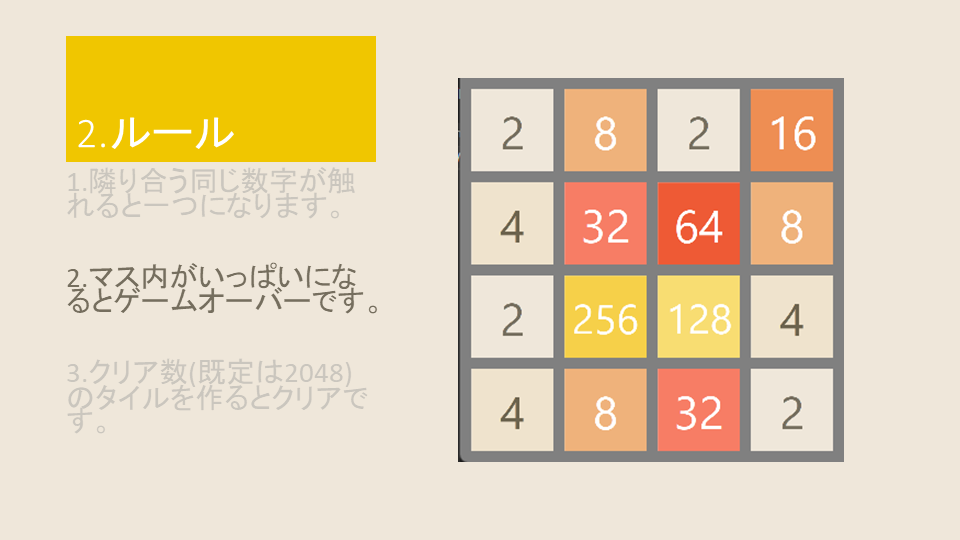 2.ルール
1.隣り合う同じ数字が触
れると一つになります。
2.マス内がいっぱいにな
るとゲームオーバーです。
3.クリア数(既定は2048)
のタイルを作るとクリアで
す。
2 8 2 16
4 32 64 8
2 256 128 4
4 8 32 2